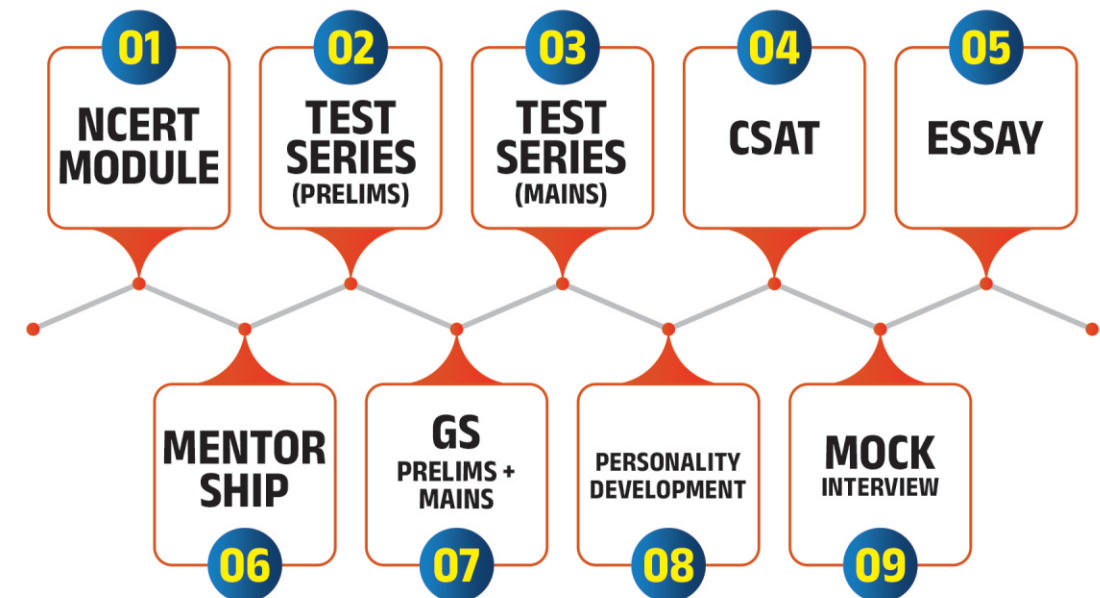 01
NCERT
MODULE
02
TEST
SERIES
(PRELIMS)
03
TEST
SERIES
(MAINS)
04
CSAT
05
ESSAY
MENTOR
SHIP
06
GS
PRELIMS +
MAINS
07
PERSONALITY
DEVELOPMENT
08
MOCK
INTERVIEW
09